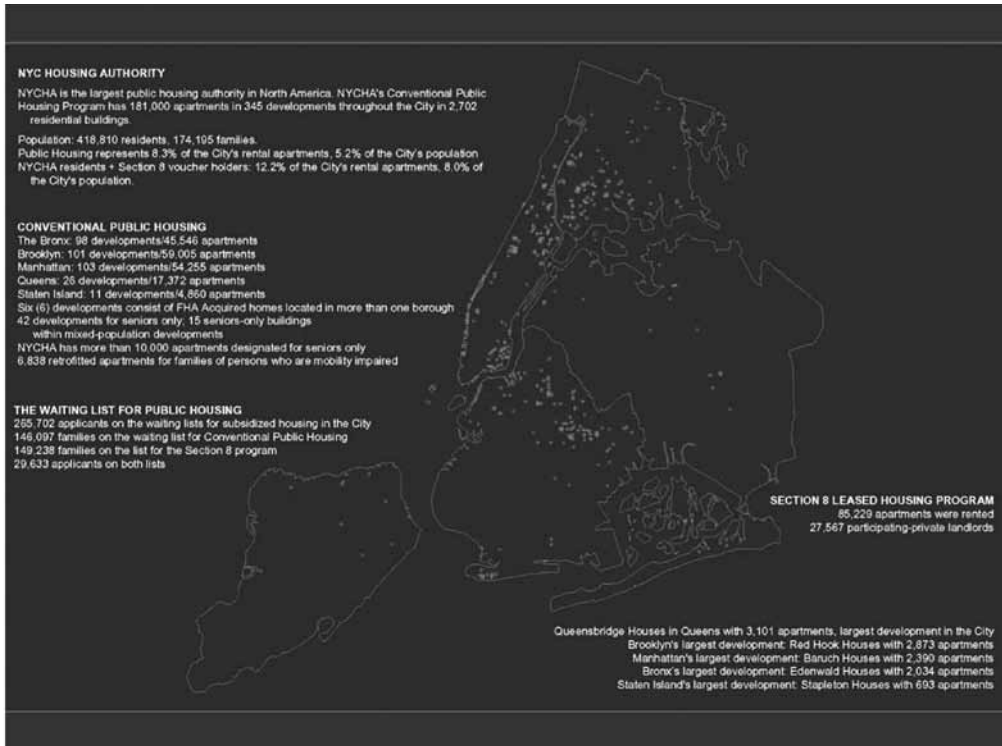 NYC HOUSING AUTHORITY
NYCHA is the largest public housing authority in North America. NYCHA's Conventional Public
Housing Program has 181,000 apartments in 345 developments throughout the City in 2,702
residential buildings.
Population: 418,810 residents, 174,195 families.
Public Housing represents 8.3% of the City's rental apartments, 5.2% of the City's population
NYCHA residents + Section 8 voucher holders: 12.2% of the City's rental apartments, 8.0% of
the City's population.
CONVENTIONAL PUBLIC HOUSING
The Bronx: 98 developments/45,546 apartments
Brooklyn: 101 developments/59,005 apartments
Manhattan: 103 developments/54,255 apartments
Queens: 26 developments/17,372 apartments
Staten Island: 11 developments/4,860 apartments
Six (6) developments consist of FHA Acquired homes located in more than one borough
42 developments for seniors only; 15 seniors-only buildings
within mixed-population developments
NYCHA has more than 10,000 apartments designated for seniors only
6,838 retrofitted apartments for families of persons who are mobility impaired
THE WAITING LIST FOR PUBLIC HOUSING
265,702 applicants on the waiting lists for subsidized housing in the City
146,097 families on the waiting list for Conventional Public Housing
149,238 families on the list for the Section 8 program
29,633 applicants on both lists
SECTION 8 LEASED HOUSING PROGRAM
85,229 apartments were rented
27,567 participating-private landlords
Queensbridge Houses in Queens with 3,101 apartments, largest development in the City
Brooklyn's largest development: Red Hook Houses with 2,873 apartments
Manhattan's largest development: Baruch Houses with 2,390 apartments
Bronx's largest development: Edenwald Houses with 2,034 apartments
Staten Island's largest development: Stapleton Houses with 693 apartments